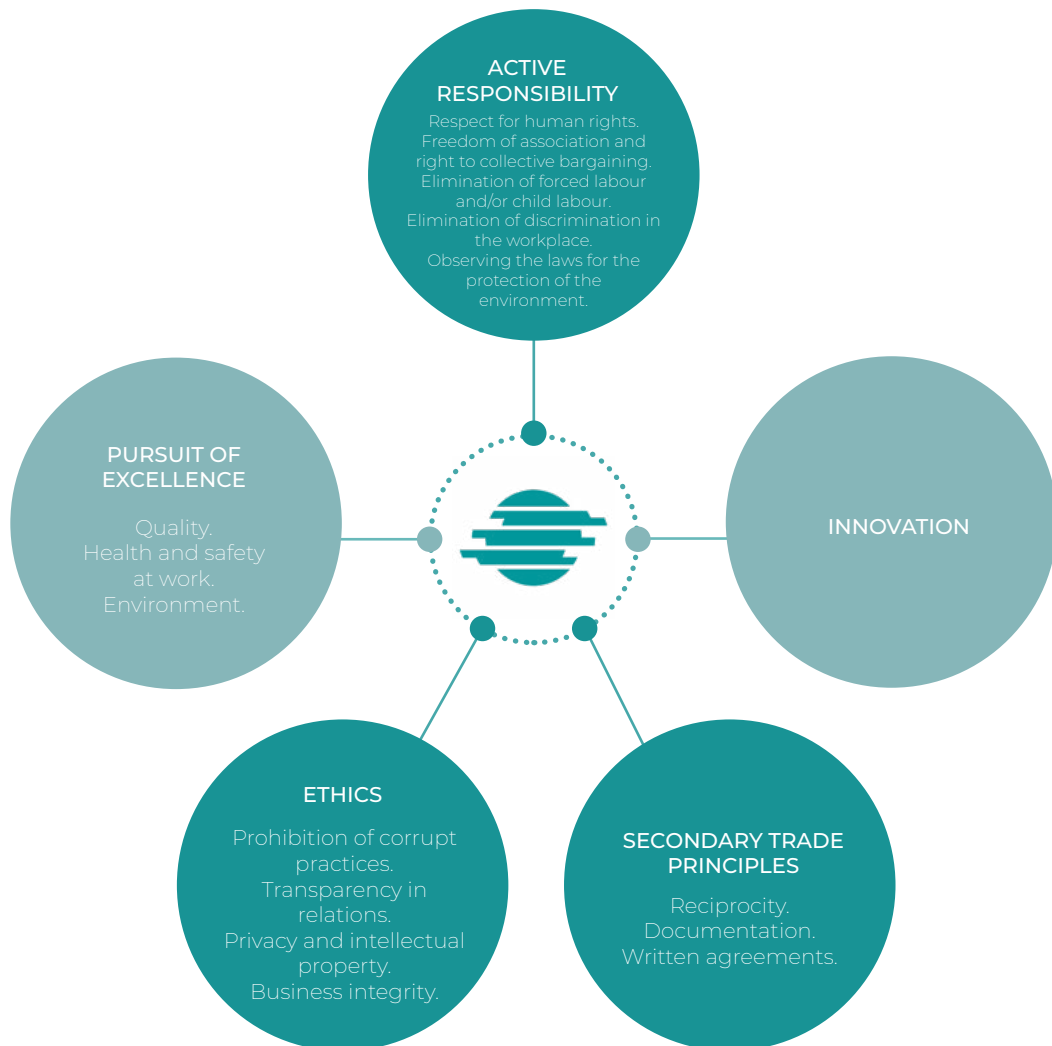 ACTIVE
RESPONSIBILITY
Respect for human rights.
Freedom of association and
right to collective bargaining.
Elimination of forced labour
and/or child labour.
Elimination of discrimination in
the workplace.
Observing the laws for the
protection of the
environment.
PURSUIT OF
EXCELLENCE
Quality.
Health and safety
at work.
Environment.
INNOVATION
ETHICS
Prohibition of corrupt
practices.
Transparency in
relations.
Privacy and intellectual
property.
Business integrity.
SECONDARY TRADE
PRINCIPLES
Reciprocity.
Documentation.
Written agreements.